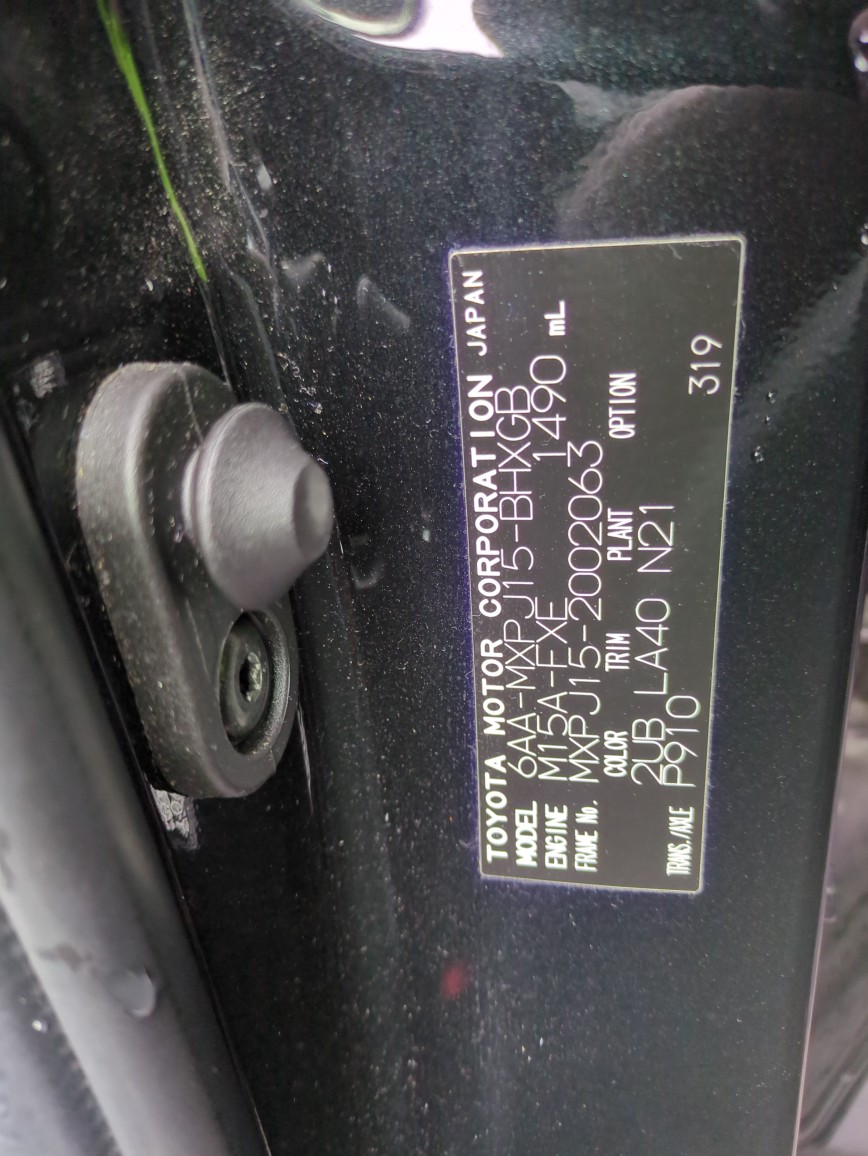 TOYOTA MOTOR CORPORATION JAPAN
MODEL 6AA-MXPJ15-BHXGB
ENGINE M15A-FXE 1490 mL
FRAME No. MXPJ15-2002063
COLOR TRIM PLANT OPTION
2UB LA40 N21
TRANS./AXLE P910 319